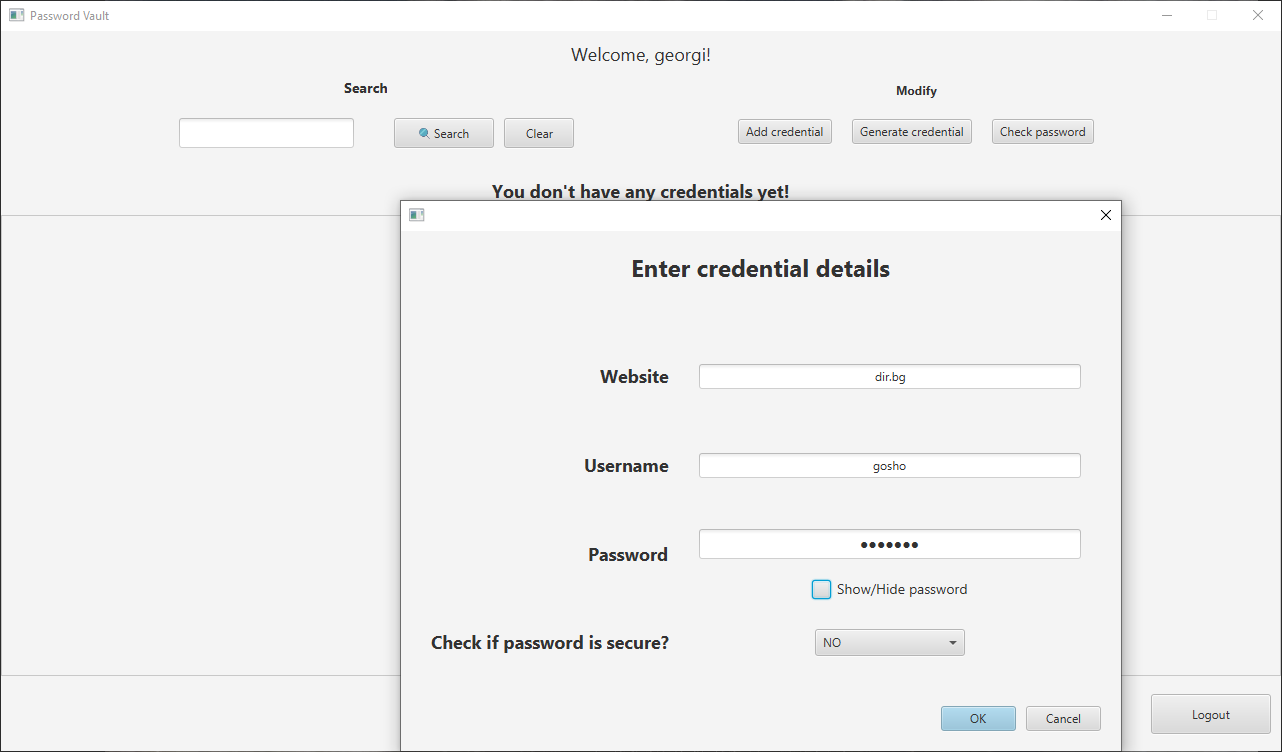 Password Vault
Welcome, georgi!
Search
Modify
Search
Clear
Add credential
Generate credential
Check password
You don't have any credentials yet!
Enter credential details
Website
dir.bg
Username
gosho
Password
•••••••
Show/Hide password
Check if password is secure?
NO
OK
Cancel
Logout